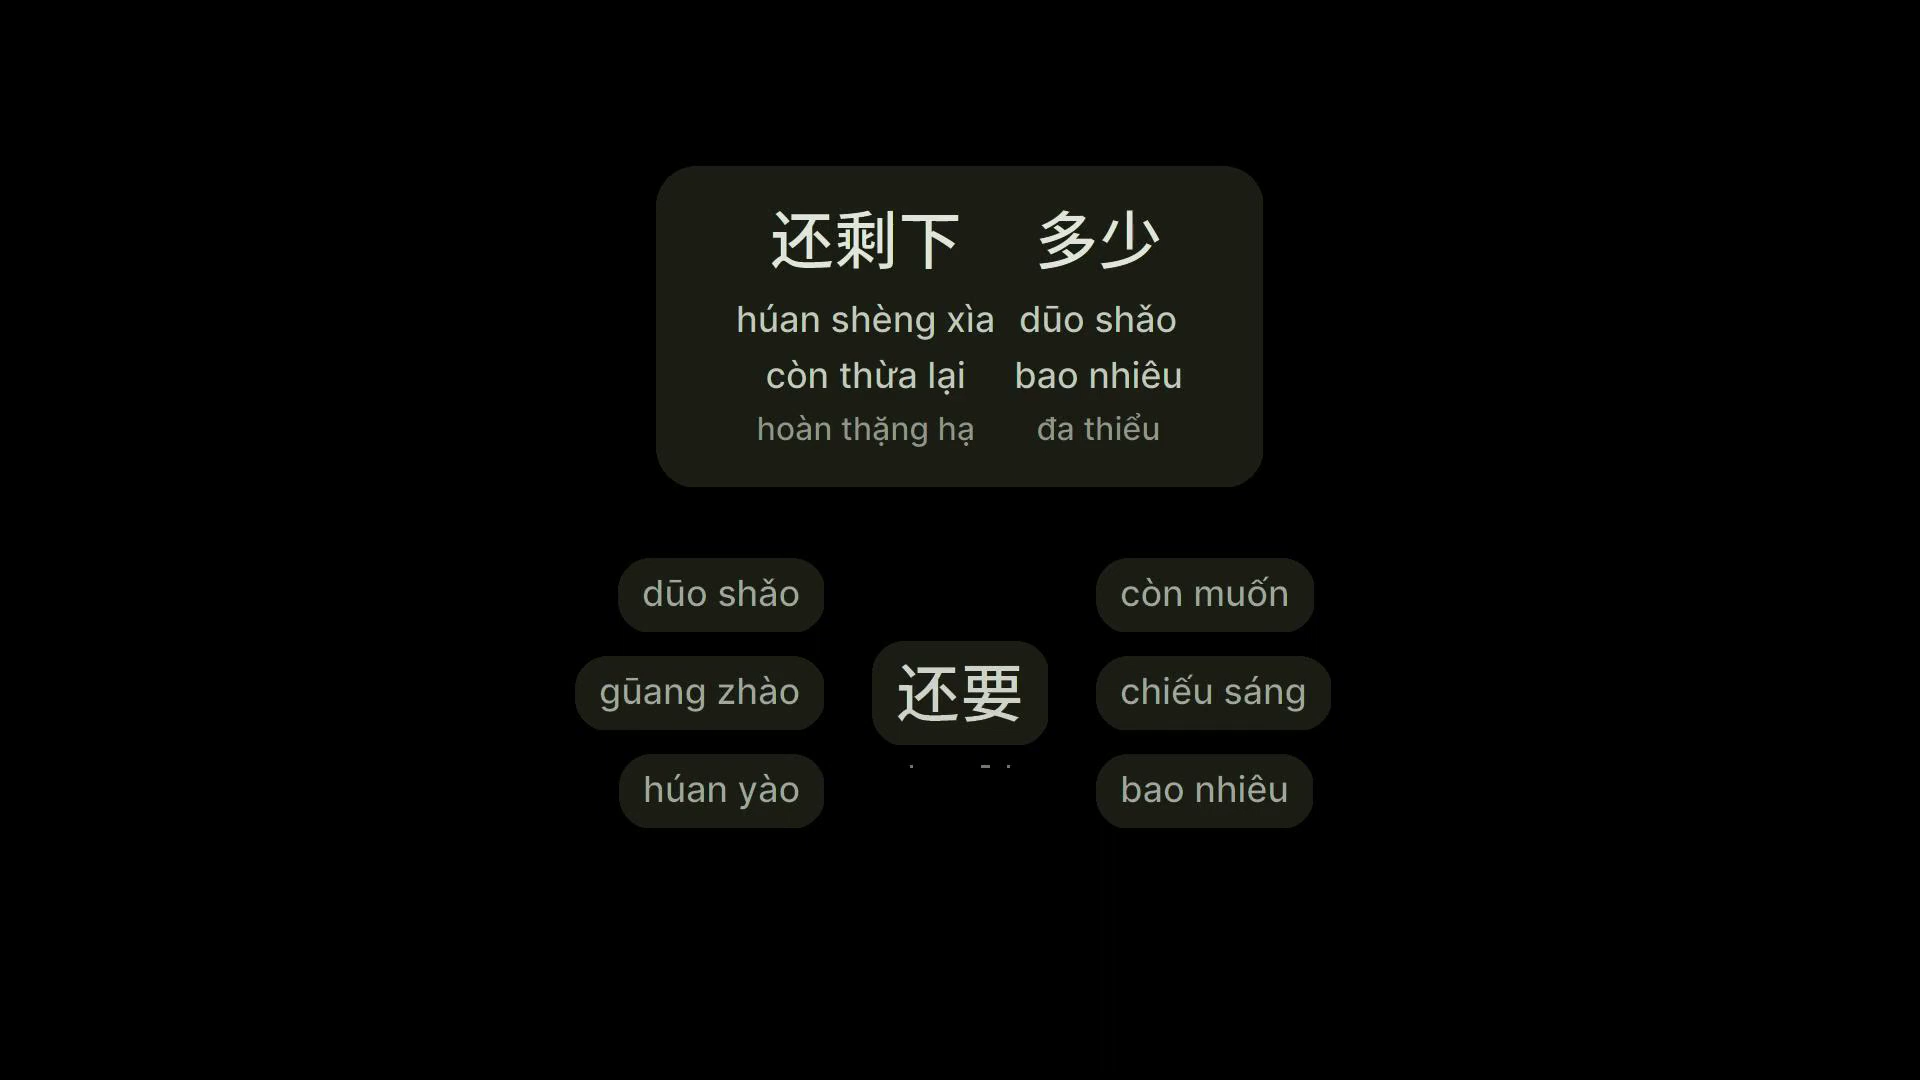 还剩下 多少
húan shèng xìa dūo shǎo
còn thừa lại bao nhiêu
hoàn thặng hạ đa thiểu
dūo shǎo
gūang zhào
húan yào
还要
còn muốn
chiếu sáng
bao nhiêu